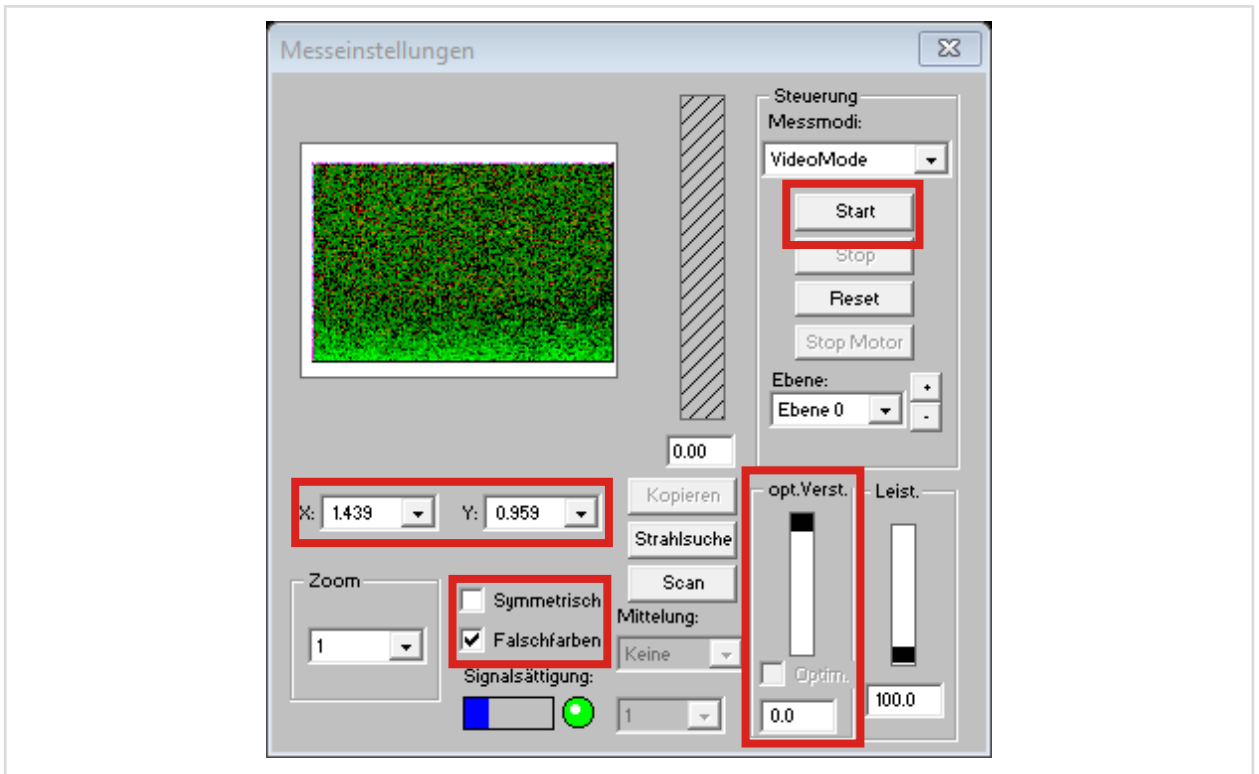 Messeinstellungen
Steuerung
Messmodi:
VideoMode
Start
Stop
Reset
Stop Motor
Ebene:
Ebene 0
+
-
0.00
X: 1.439 Y: 0.959
Kopieren
Strahlsuche
Scan
Zoom
1
Symmetrisch
Falschfarben
Signalsättigung:
Mittelung:
Keine
1
opt.Verst.
Optim.
0.0
Leist.
100.0